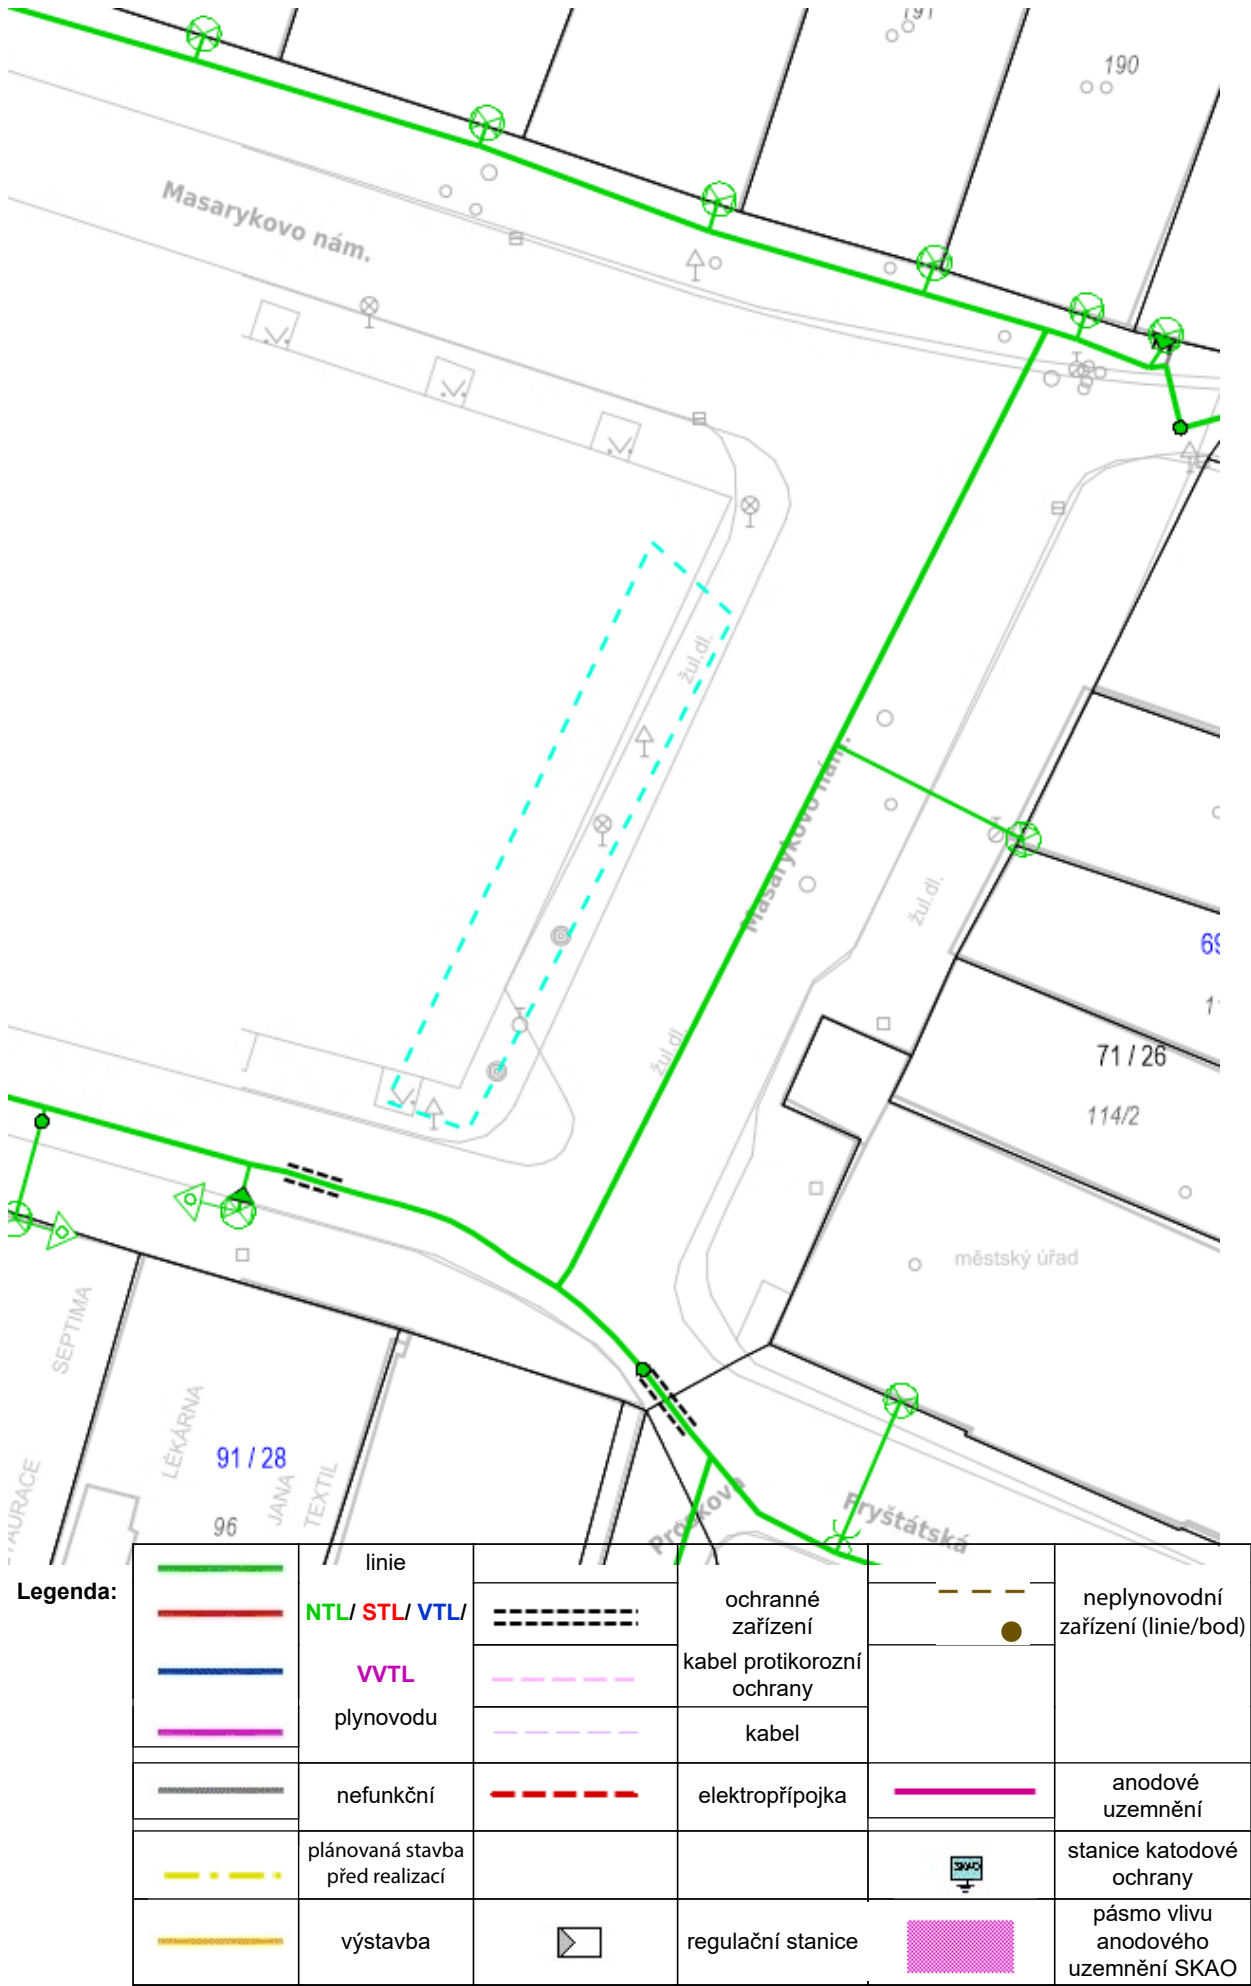 191
190
Masarykovo nám.
žul.dl.
Masarykovo nám.
žul.dl.
69
71 / 26
žul.dl.
114/2
městský úřad
SEPTIMA
LÉKÁRNA
91 / 28
JANA
TEXTIL
96
Próskova
Fryštátská
Legenda:
linie
NTL/ STL/ VTL/
VVTL
plynovodu
ochranné
zařízení
neplynovodní
zařízení (linie/bod)
kabel protikorozní
ochrany
kabel
nefunkční
elektropřípojka
anodové
uzemnění
plánovaná stavba
před realizací
SKAO
stanice katodové
ochrany
výstavba
regulační stanice
pásmo vlivu
anodového
uzemnění SKAO